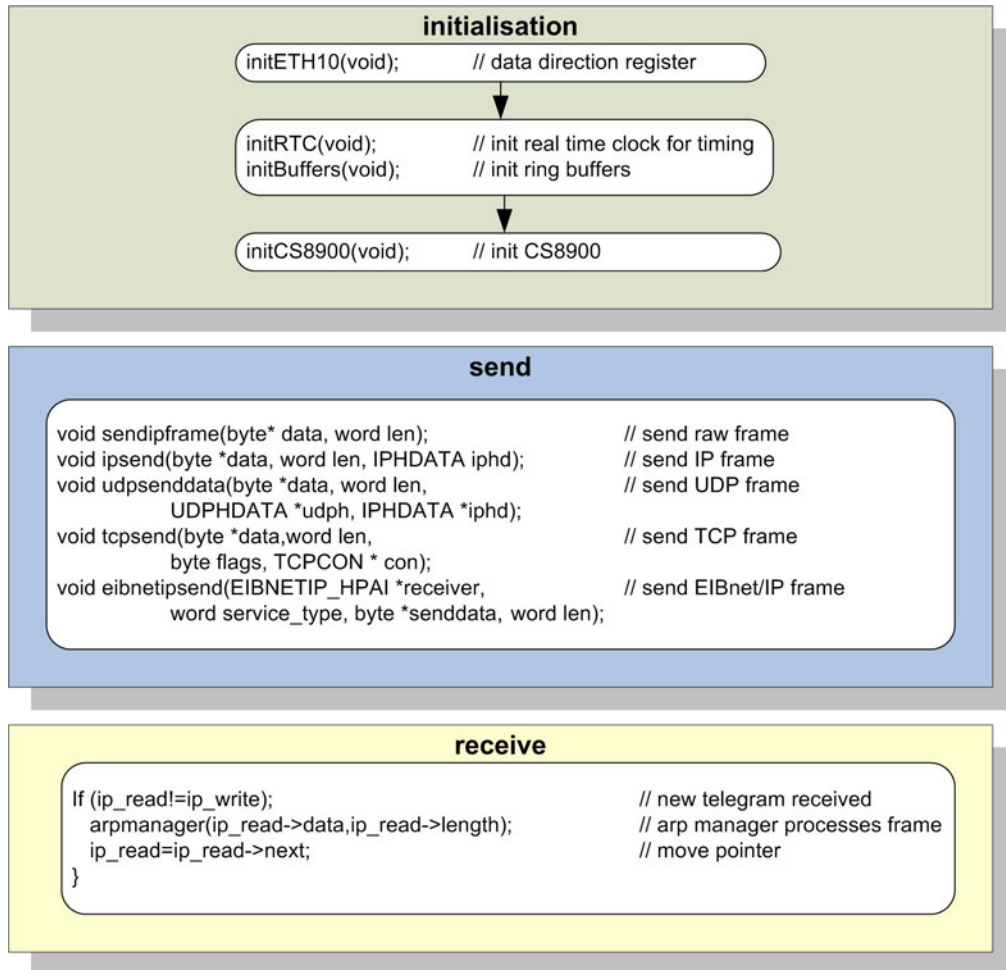 initialisation
initETH10(void); // data direction register
initRTC(void); // init real time clock for timing
initBuffers(void); // init ring buffers
initCS8900(void); // init CS8900
send
void sendipframe(byte* data, word len); // send raw frame
void ipsend(byte *data, word len, IPHDATA iphd); // send IP frame
void udpsenddata(byte *data, word len, // send UDP frame
UDPHDATA *udph, IPHDATA *iphd);
void tcpsend(byte *data,word len, // send TCP frame
byte flags, TCPCON * con);
void eibnetipsend(EIBNETIP_HPAI *receiver, // send EIBnet/IP frame
word service_type, byte *senddata, word len);
receive
If (ip_read!=ip_write); // new telegram received
arpmanager(ip_read->data,ip_read->length); // arp manager processes frame
ip_read=ip_read->next; // move pointer
}